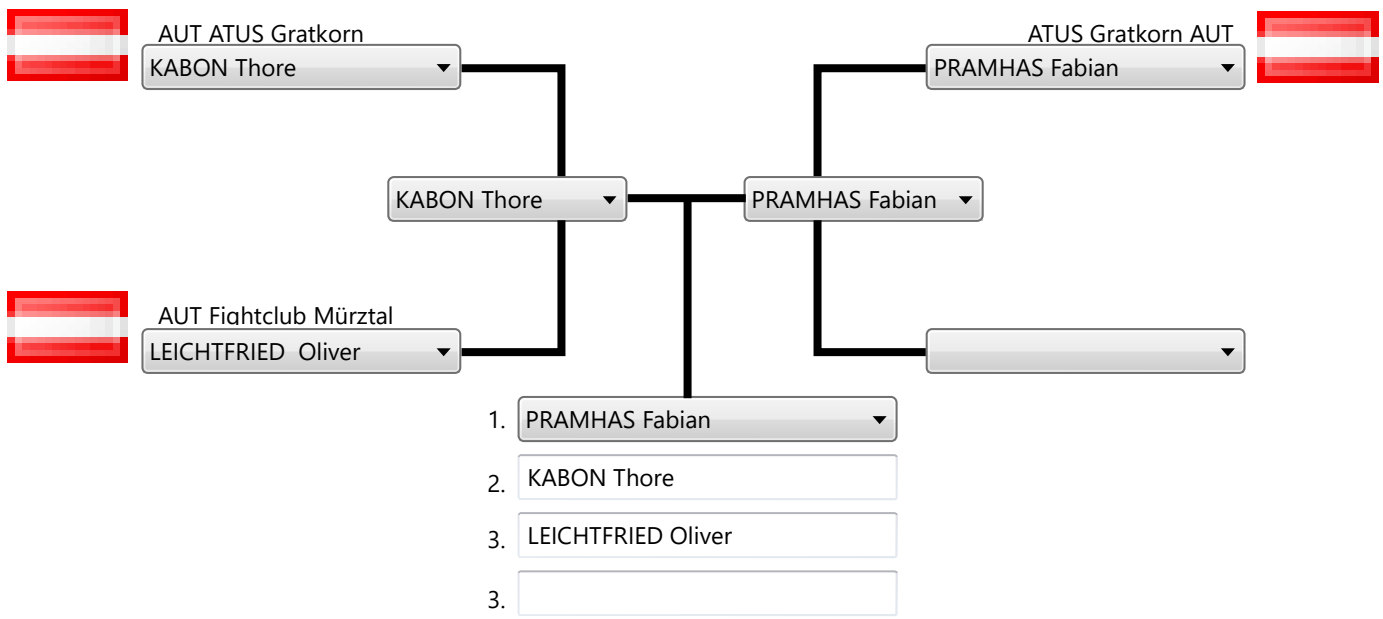 AUT ATUS Gratkorn
ATUS Gratkorn AUT
KABON Thore
PRAMHAS Fabian
KABON Thore
PRAMHAS Fabian
AUT Fightclub Mürztal
LEICHTFRIED  Oliver
1. PRAMHAS Fabian
2. KABON Thore
3. LEICHTFRIED Oliver
3.